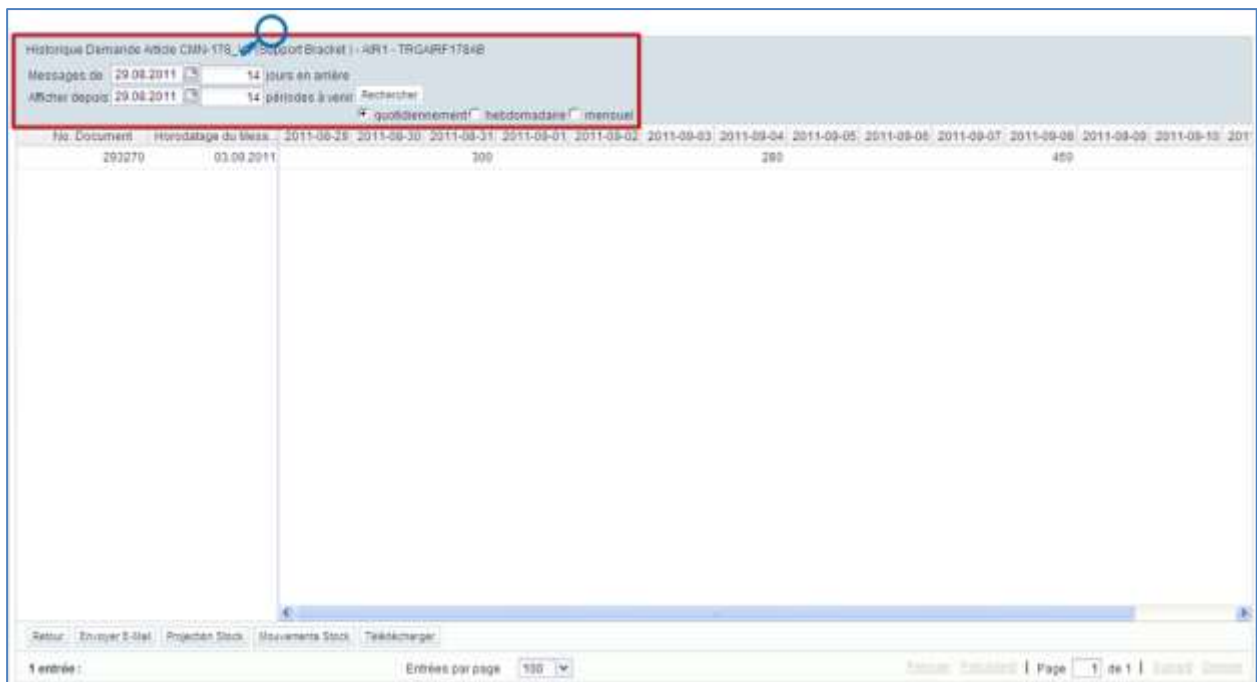 Historique Demande Article CMN-178_ Support Bracket ) - AIR1 - TRGAIRF178AB
Messages de: 29.08.2011 14 jours en arrière
Afficher depuis: 29.08.2011 14 périodes à venir Rechercher
quotidiennement hebdomadaire mensuel
No. Document Horodatage du Mess... 2011-08-29 2011-08-30 2011-08-31 2011-09-01 2011-09-02 2011-09-03 2011-09-04 2011-09-05 2011-09-06 2011-09-07 2011-09-08 2011-09-09 2011-09-10 201
293270 03.09.2011 300 280 450
Retour Envoyer E-Mail Projection Stock Mouvements Stock Télédécharger
1 entrée : Entrées par page 100 Page 1 de 1